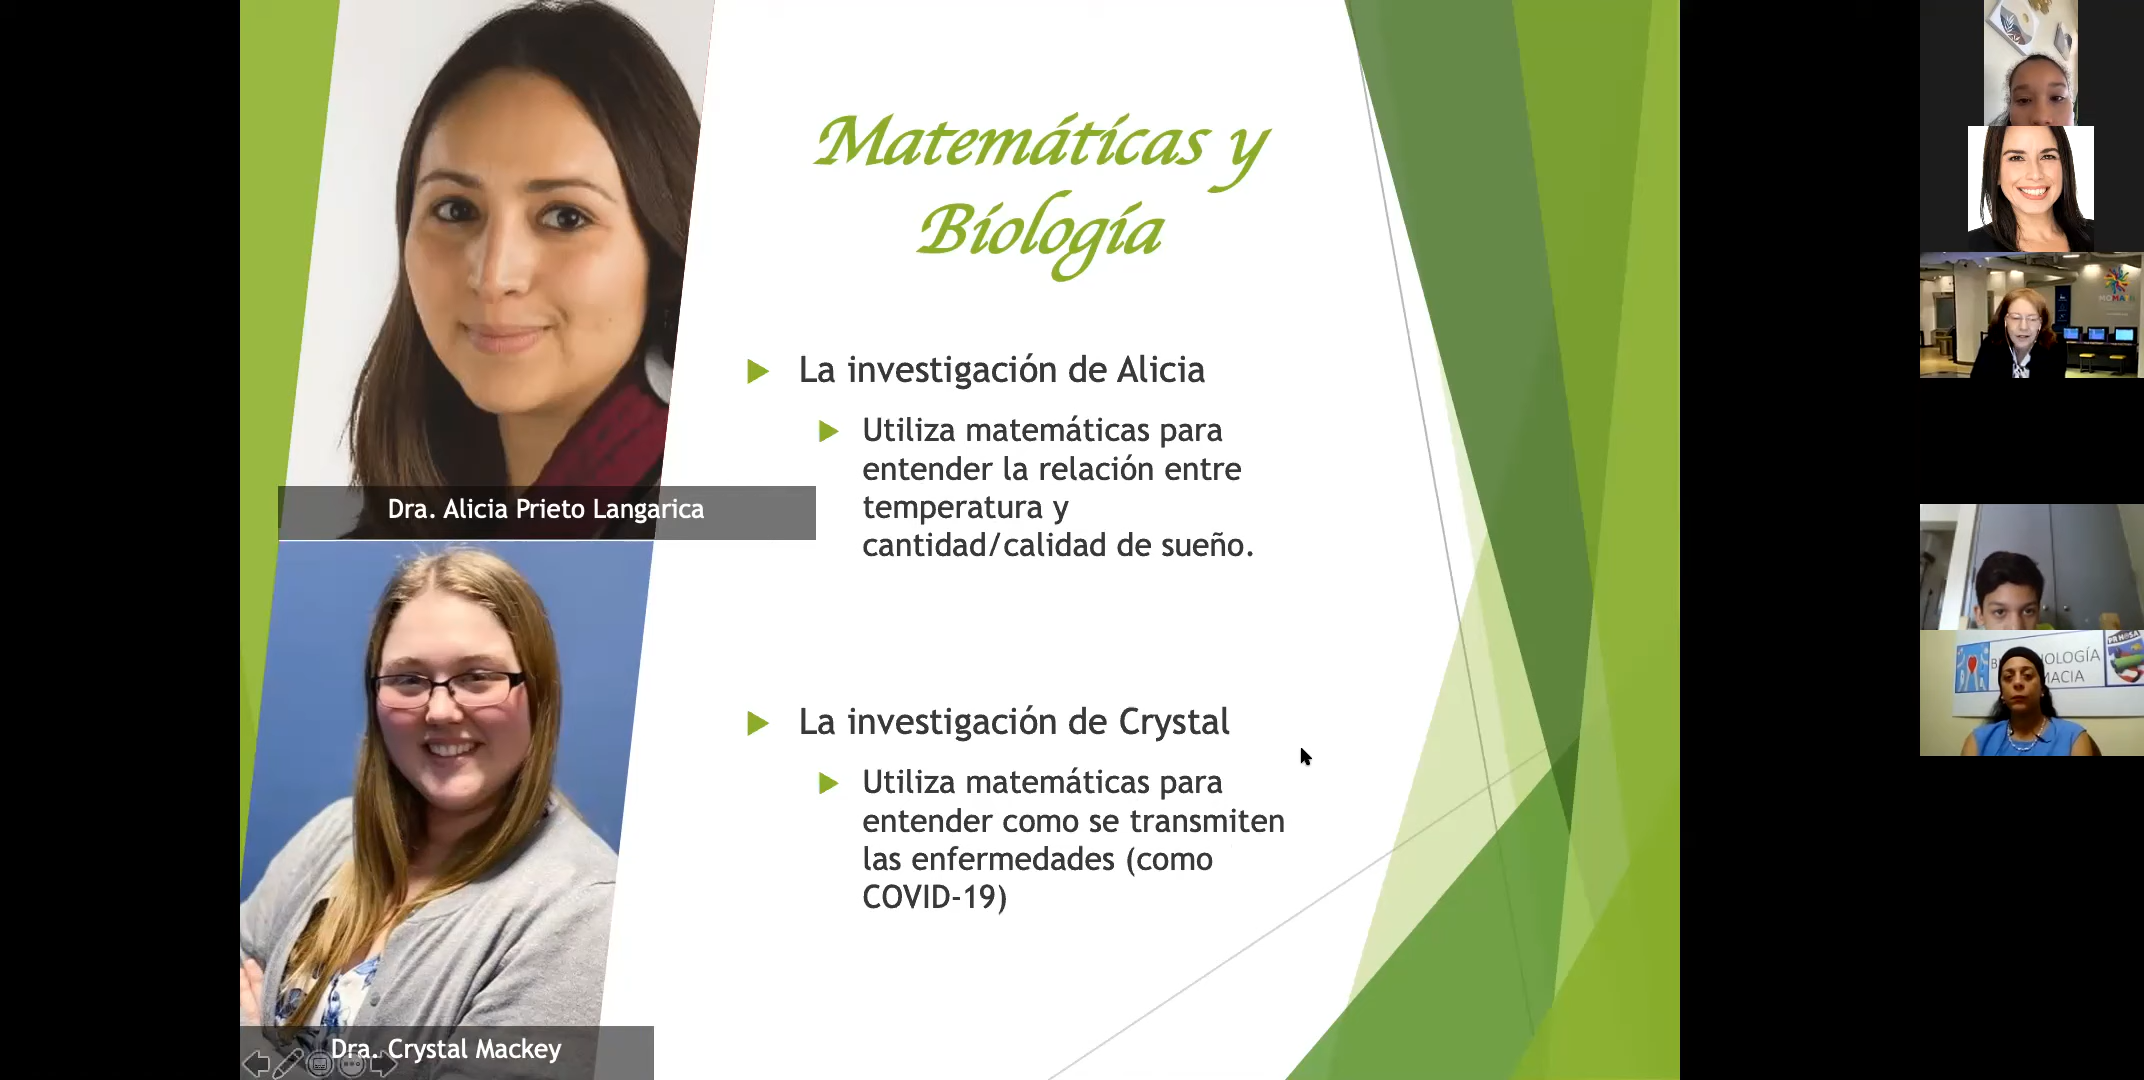 Matemáticas y
Biología
La investigación de Alicia
Utiliza matemáticas para
entender la relación entre
temperatura y
cantidad/calidad de sueño.
Dra. Alicia Prieto Langarica
La investigación de Crystal
Utiliza matemáticas para
entender como se transmiten
las enfermedades (como
COVID-19)
Dra. Crystal Mackey